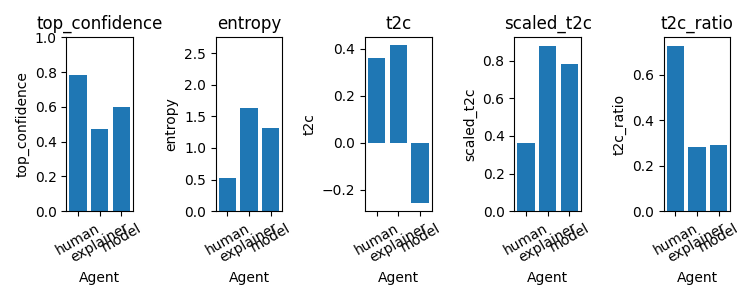 top_confidence
top_confidence
1.0
0.8
0.6
0.4
0.2
0.0
human
explainer
model
Agent
entropy
entropy
2.5
2.0
1.5
1.0
0.5
0.0
human
explainer
model
Agent
t2c
t2c
0.4
0.2
0.0
−0.2
human
explainer
model
Agent
scaled_t2c
scaled_t2c
0.8
0.6
0.4
0.2
0.0
human
explainer
model
Agent
t2c_ratio
t2c_ratio
0.6
0.4
0.2
0.0
human
explainer
model
Agent